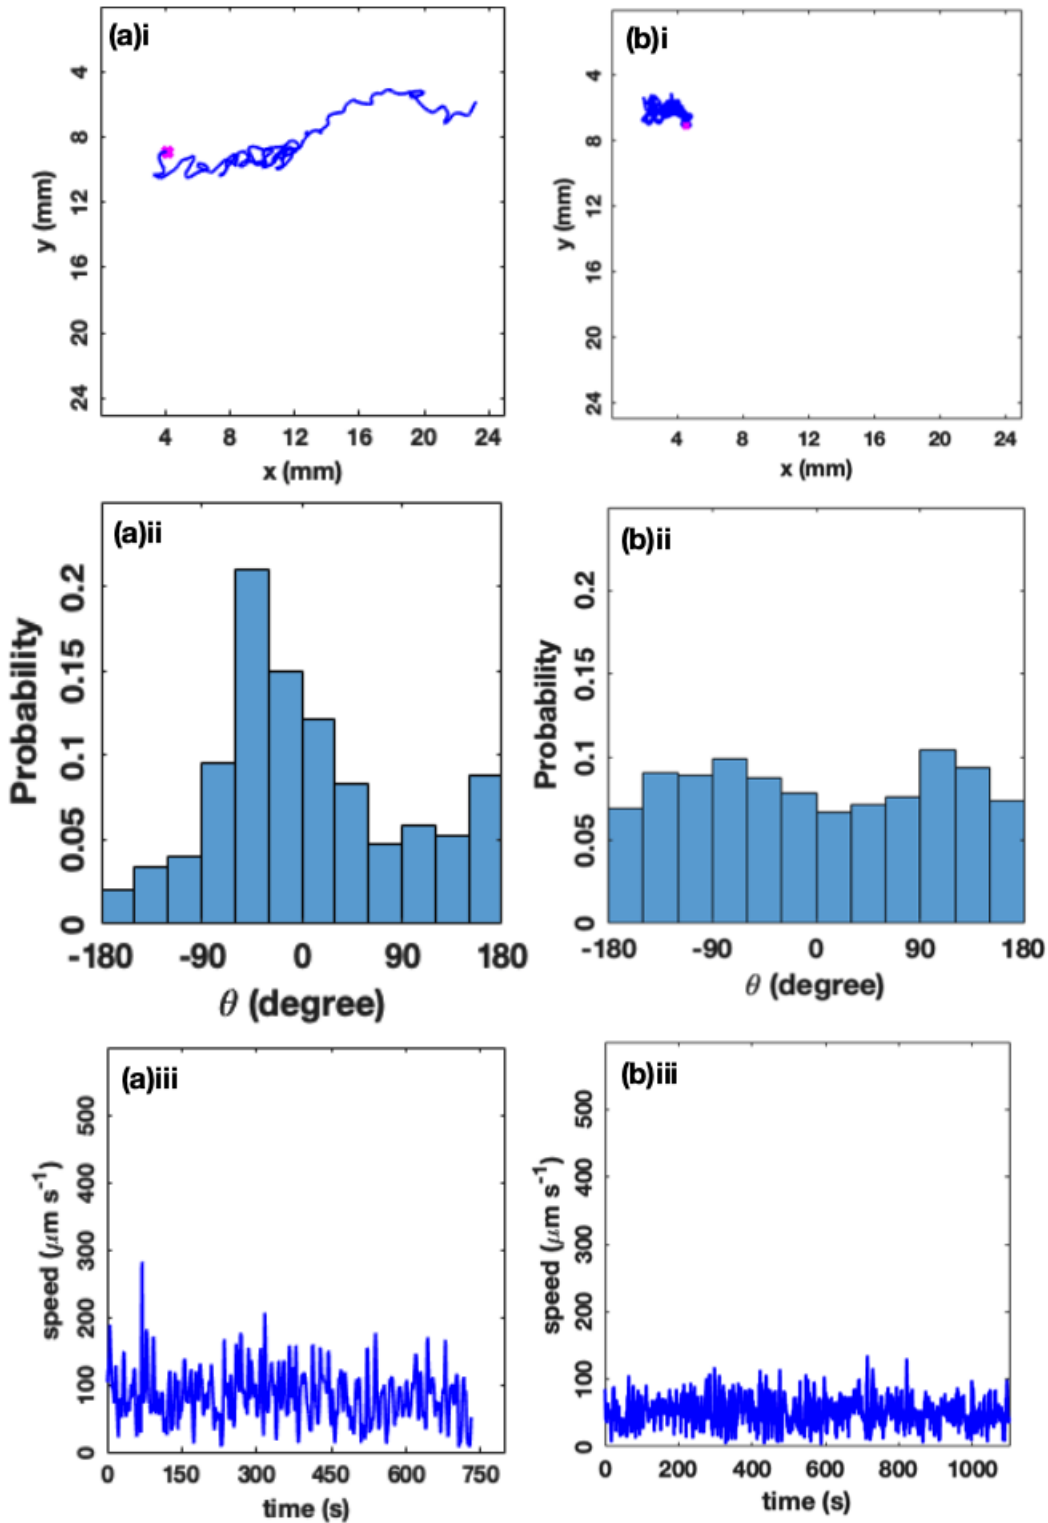 (a)i
4
8
12
16
20
24
y (mm)
4 8 12 16 20 24
x (mm)
(b)i
4
8
12
16
20
24
y (mm)
4 8 12 16 20 24
x (mm)
(a)ii
0.2
0.15
0.1
0.05
0
Probability
-180 -90 0 90 180
θ (degree)
(b)ii
0.2
0.15
0.1
0.05
0
Probability
-180 -90 0 90 180
θ (degree)
(a)iii
500
400
300
200
100
0
speed (μm s⁻¹)
0 150 300 450 600 750
time (s)
(b)iii
500
400
300
200
100
0
speed (μm s⁻¹)
0 200 400 600 800 1000
time (s)